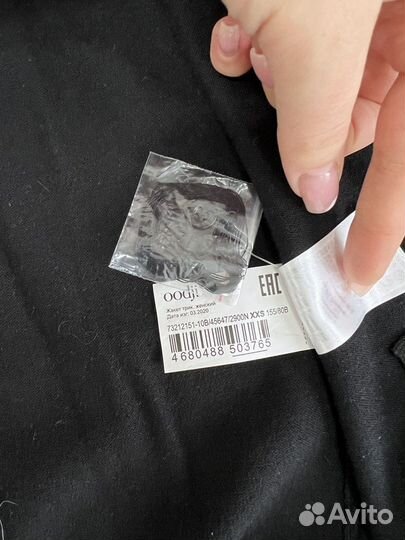 oodji
EAC
Жакет трик. женский
Дата изг: 03.2020
73212151-10B/45647/2900N XXS 155/80B
4 680488 503765
Avito